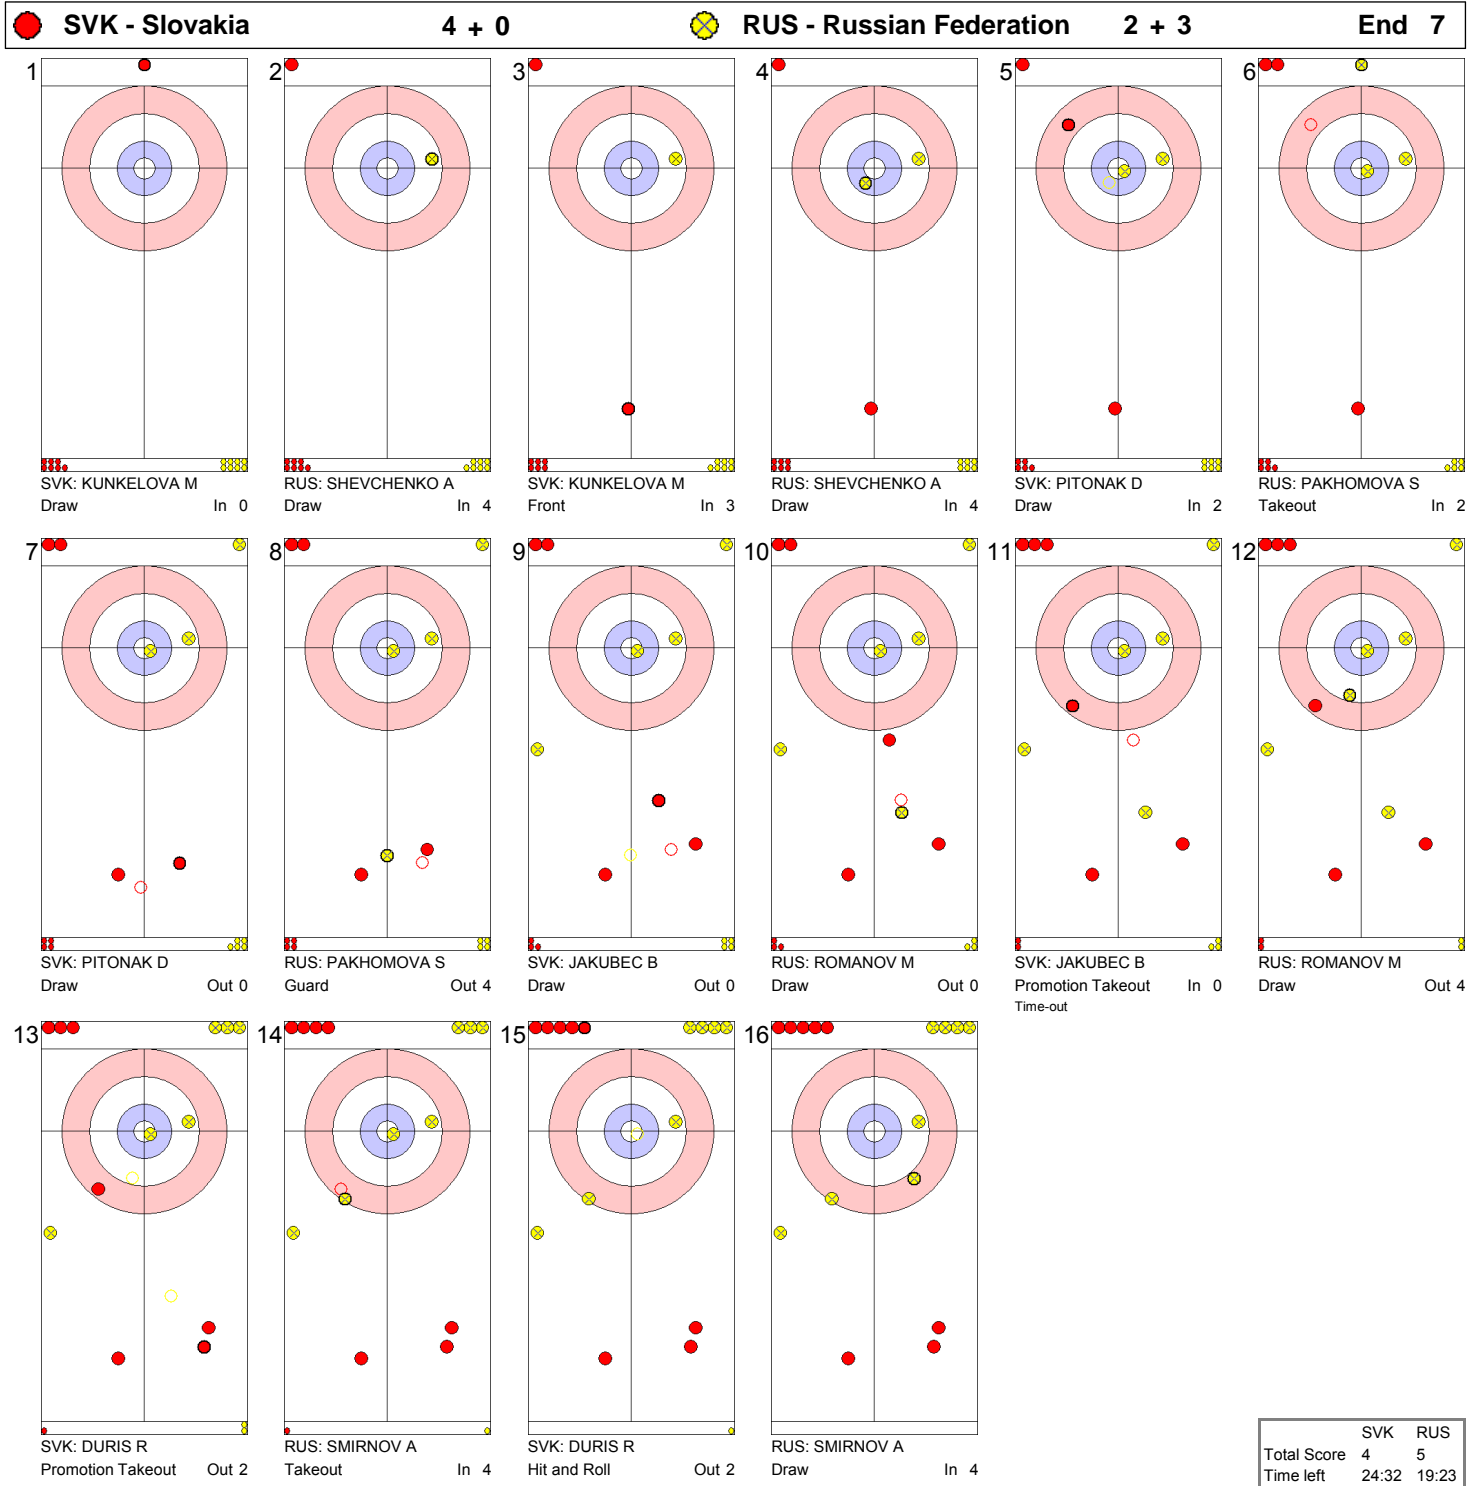 SVK - Slovakia 4 + 0 RUS - Russian Federation 2 + 3 End 7
1 2 3 4 5 6
SVK: KUNKELOVA M RUS: SHEVCHENKO A SVK: KUNKELOVA M RUS: SHEVCHENKO A SVK: PITONAK D RUS: PAKHOMOVA S
Draw In 0 Draw In 4 Front In 3 Draw In 4 Draw In 2 Takeout In 2
7 8 9 10 11 12
SVK: PITONAK D RUS: PAKHOMOVA S SVK: JAKUBEC B RUS: ROMANOV M SVK: JAKUBEC B RUS: ROMANOV M
Draw Out 0 Guard Out 4 Draw Out 0 Draw Out 0 Promotion Takeout In 0 Draw Out 4
Time-out
13 14 15 16
SVK: DURIS R RUS: SMIRNOV A SVK: DURIS R RUS: SMIRNOV A
Promotion Takeout Out 2 Takeout In 4 Hit and Roll Out 2 Draw In 4
SVK RUS
Total Score 4 5
Time left 24:32 19:23